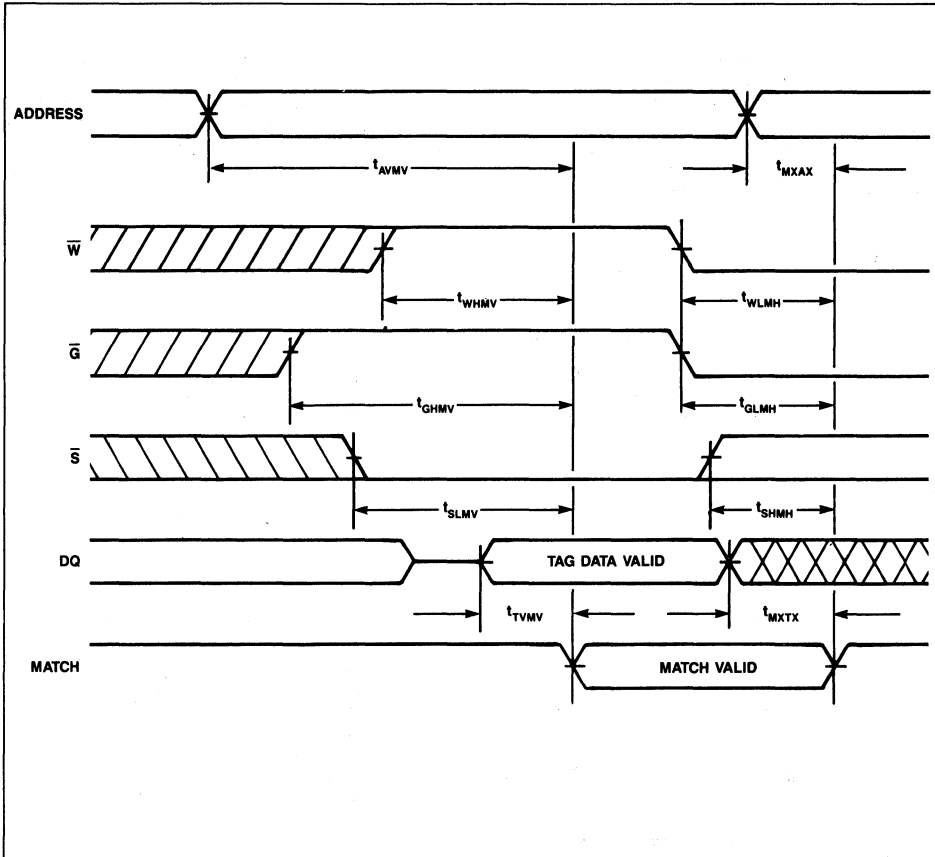 ADDRESS
t_AVMV
t_MXAX
W̅
t_WHMV
t_WLMH
G̅
t_GHMV
t_GLMH
S̅
t_SLMV
t_SHMH
DQ
TAG DATA VALID
t_TVMV
t_MXTX
MATCH
MATCH VALID